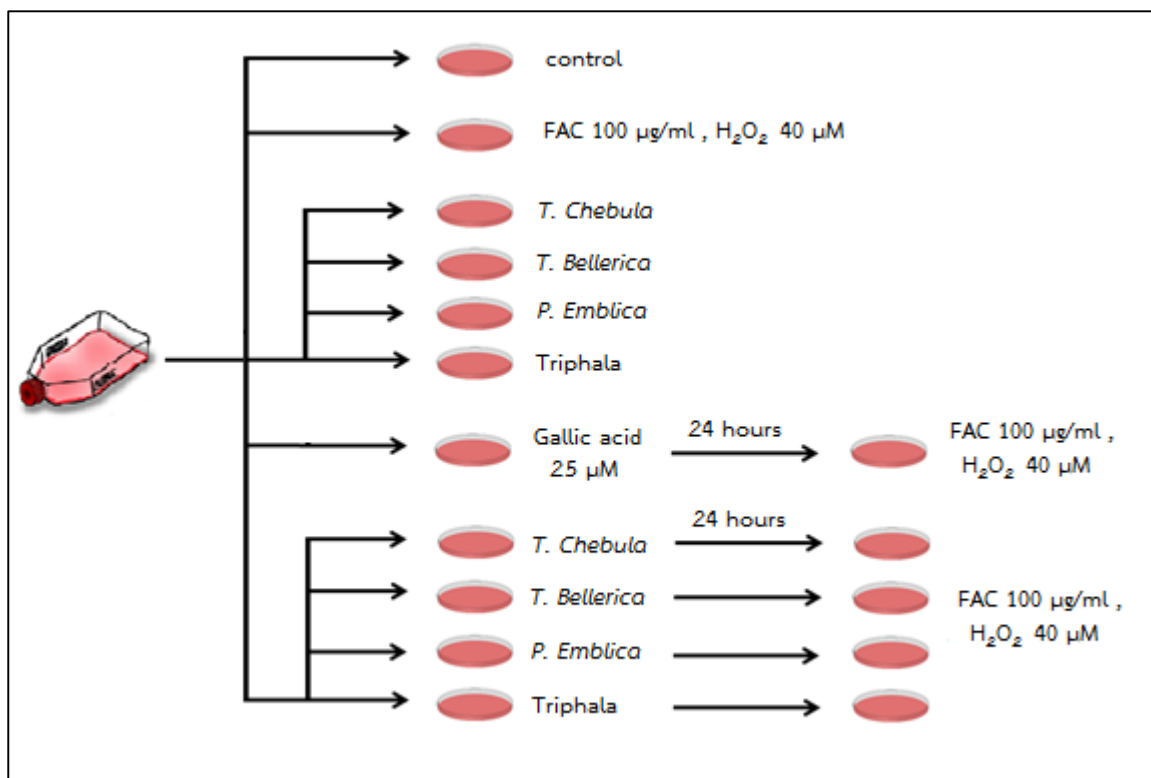 control
FAC 100 µg/ml , H₂O₂ 40 µM
T. Chebula
T. Bellerica
P. Emblica
Triphala
Gallic acid
25 µM
24 hours
FAC 100 µg/ml ,
H₂O₂ 40 µM
T. Chebula
24 hours
T. Bellerica
P. Emblica
Triphala
FAC 100 µg/ml ,
H₂O₂ 40 µM